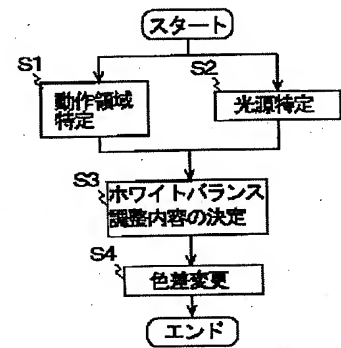 スタート
S1
動作領域
特定
S2
光源特定
S3
ホワイトバランス
調整内容の決定
S4
色差変更
エンド